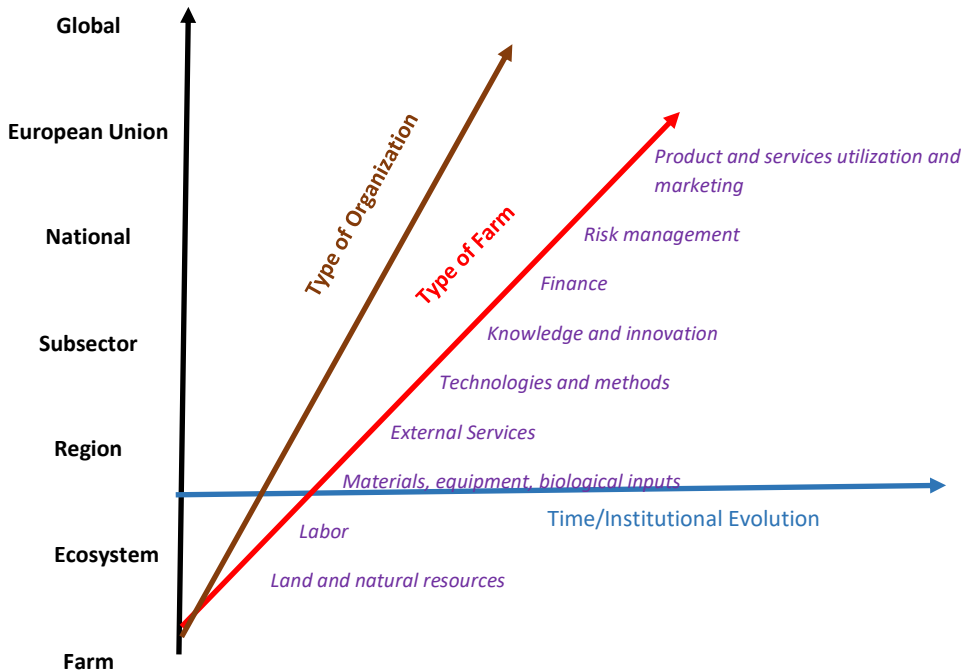 Global
European Union
National
Subsector
Region
Ecosystem
Farm
Type of Organization
Type of Farm
Product and services utilization and
marketing
Risk management
Finance
Knowledge and innovation
Technologies and methods
External Services
Materials, equipment, biological inputs
Time/Institutional Evolution
Labor
Land and natural resources